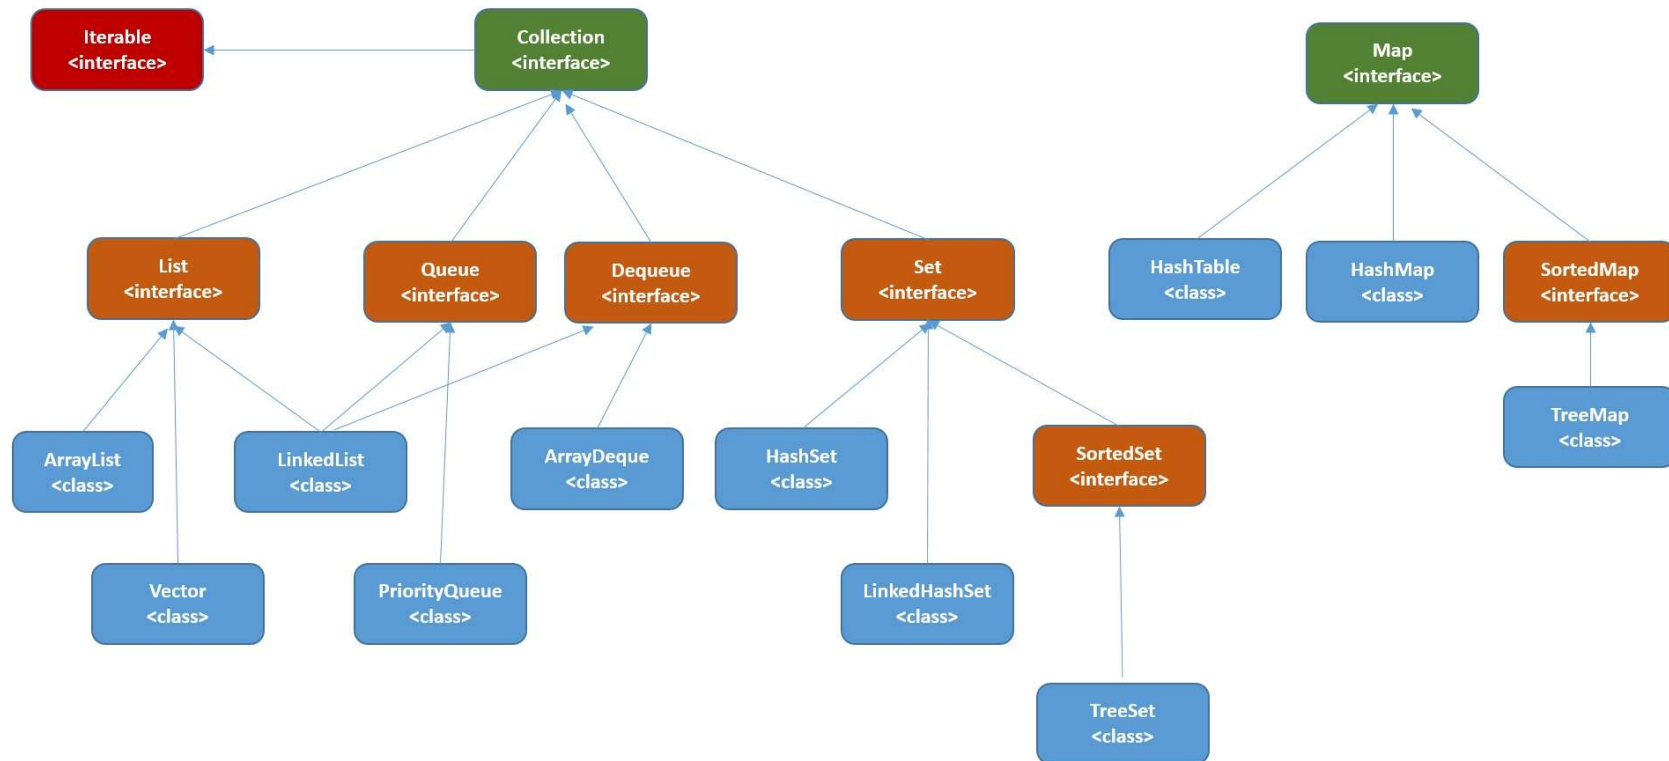 Iterable
<interface>
Collection
<interface>
Map
<interface>
List
<interface>
Queue
<interface>
Dequeue
<interface>
Set
<interface>
HashTable
<class>
HashMap
<class>
SortedMap
<interface>
ArrayList
<class>
LinkedList
<class>
ArrayDeque
<class>
HashSet
<class>
SortedSet
<interface>
TreeMap
<class>
Vector
<class>
PriorityQueue
<class>
LinkedHashSet
<class>
TreeSet
<class>